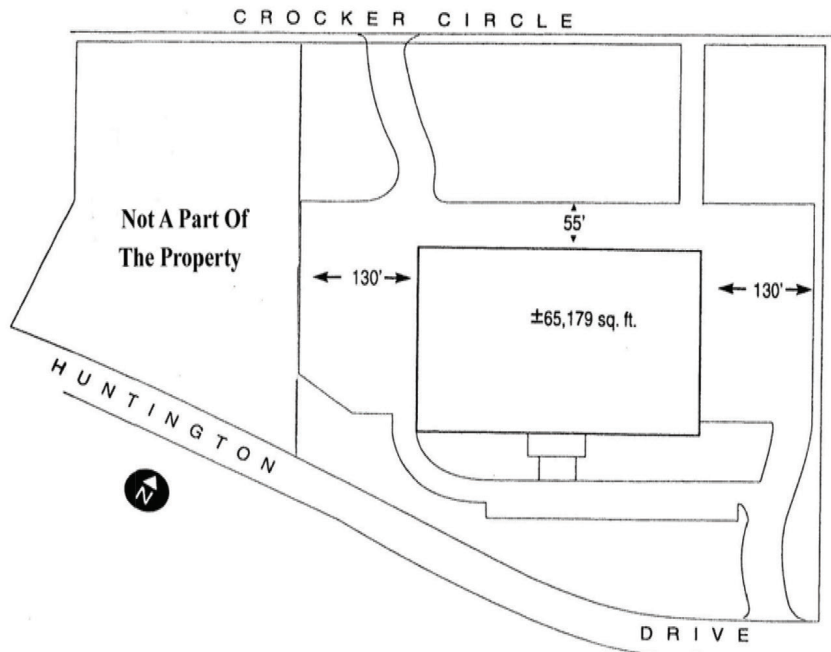 CROCKER CIRCLE
Not A Part Of
The Property
55'
130'
130'
±65,179 sq. ft.
HUNTINGTON
N
DRIVE